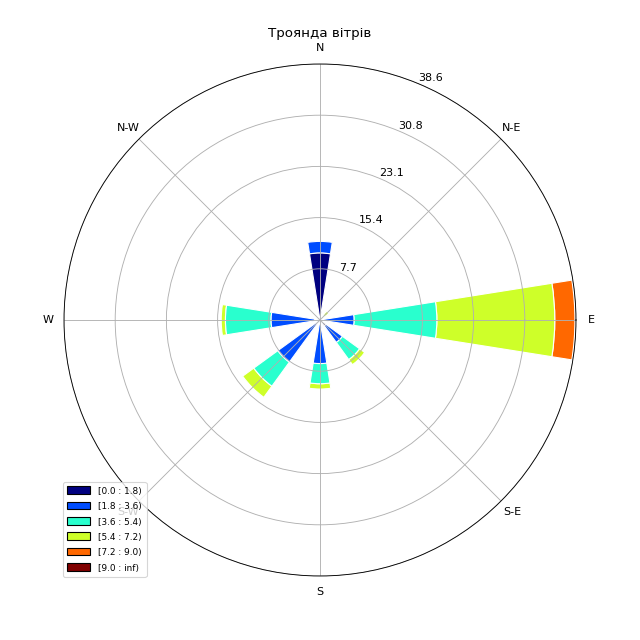 Троянда вітрів
N
38.6
N-W
30.8
N-E
23.1
15.4
7.7
W
E
[0.0 : 1.8)
[1.8 : 3.6)
S-W
S-E
[3.6 : 5.4)
[5.4 : 7.2)
[7.2 : 9.0)
[9.0 : inf)
S